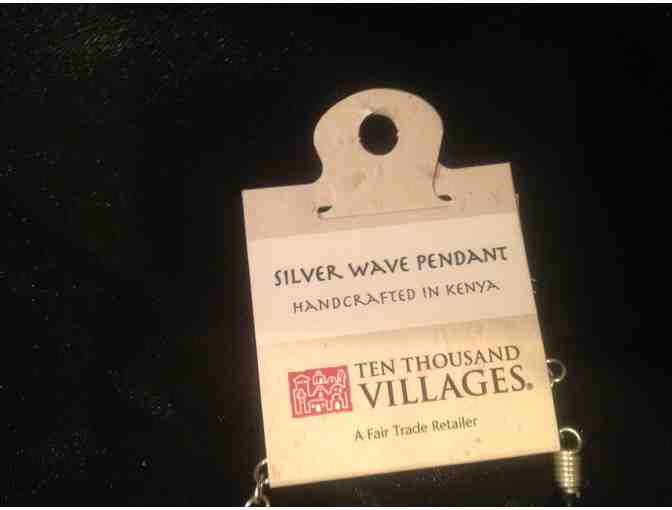 SILVER WAVE PENDANT
HANDCRAFTED IN KENYA
TEN THOUSAND
VILLAGES®
A Fair Trade Retailer